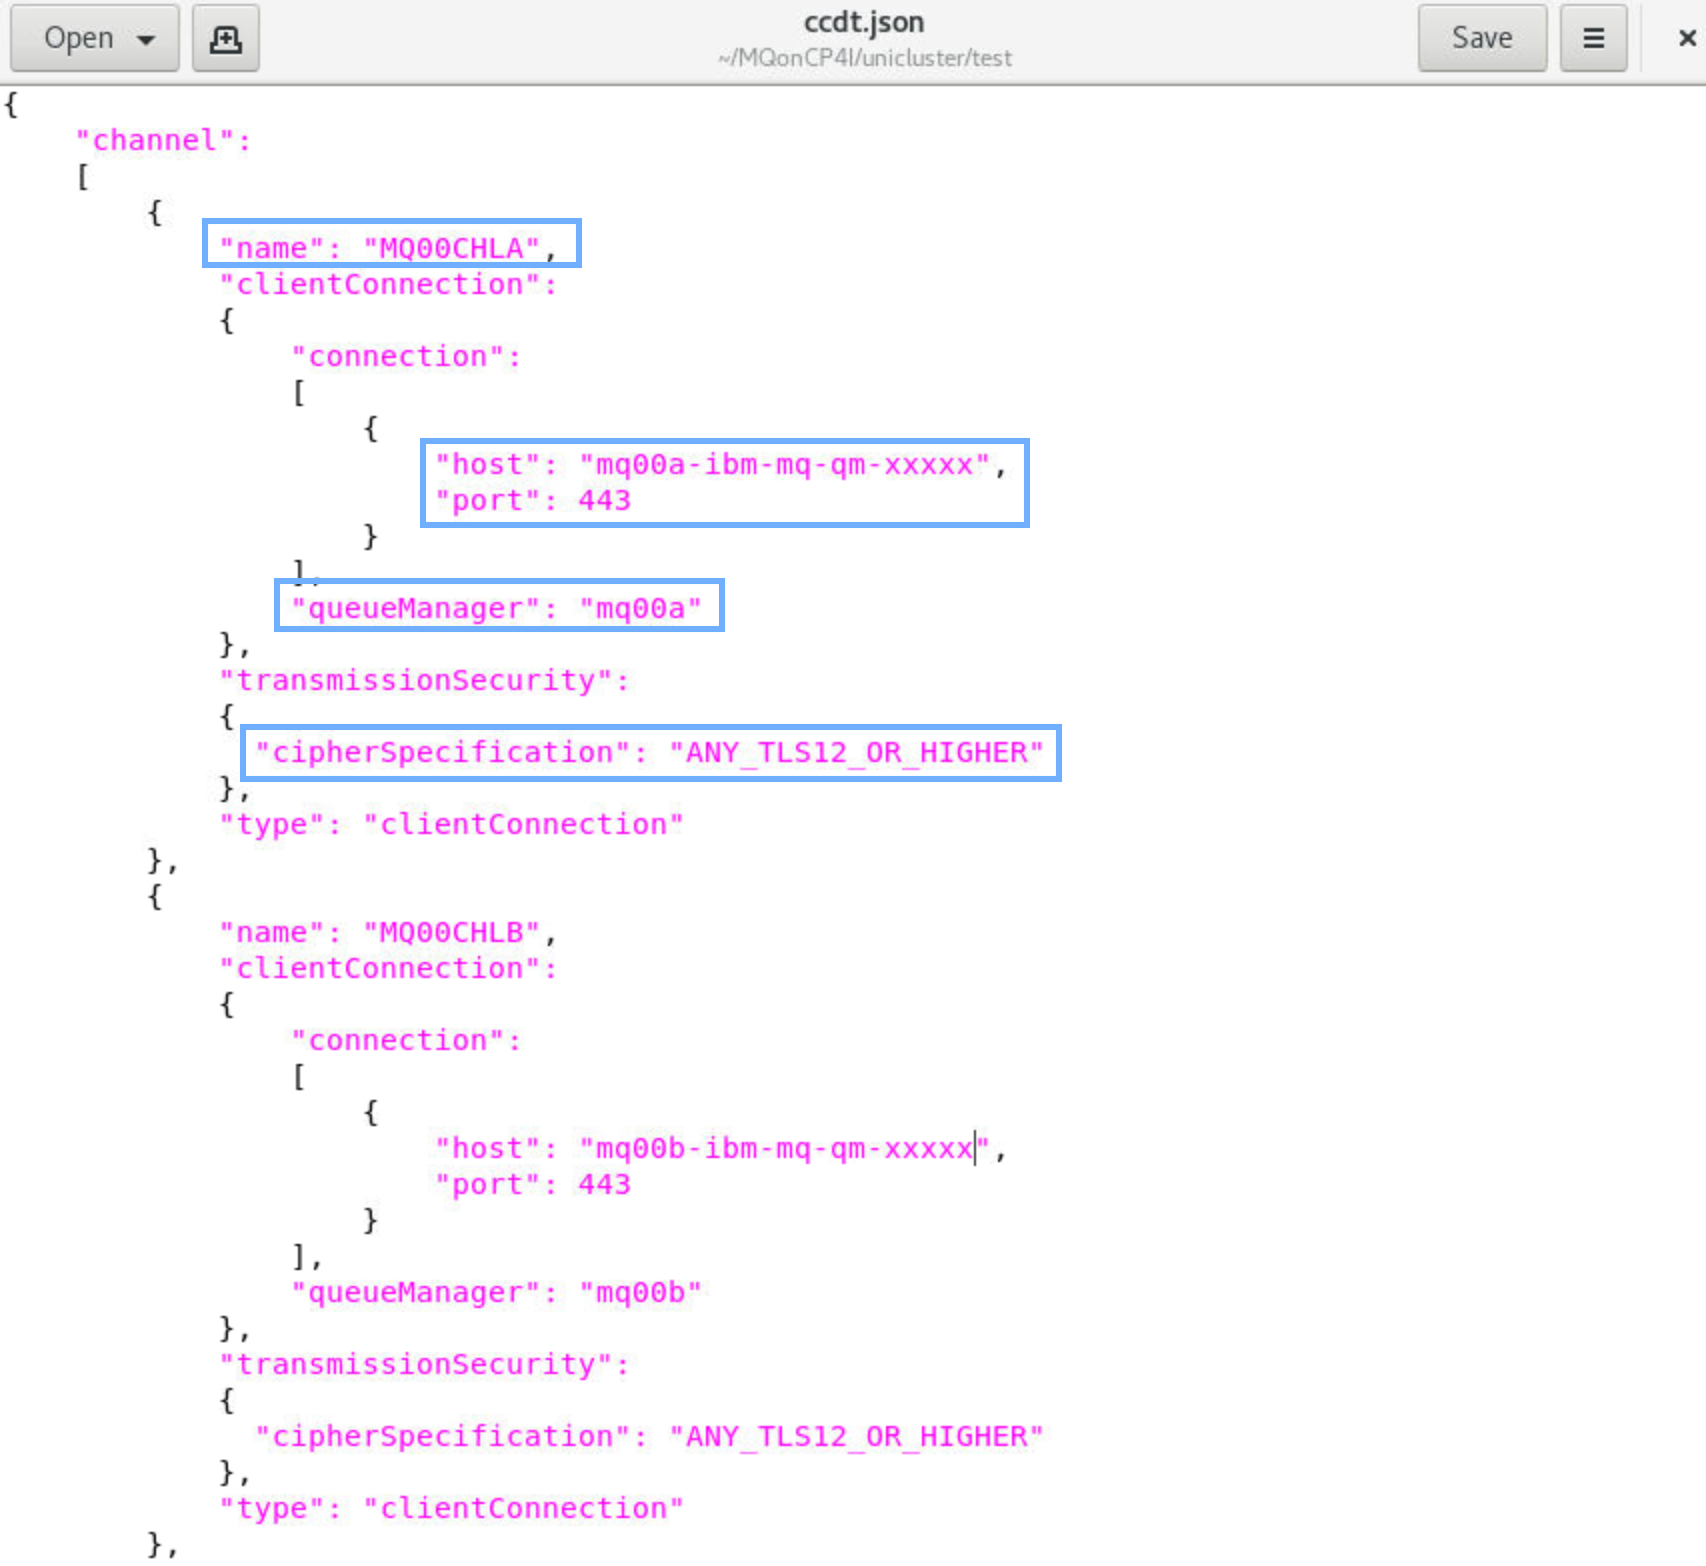 Open
ccdt.json
~/MQonCP4I/unicluster/test
Save
{
    "channel":
    [
        {
            "name": "MQ00CHLA",
            "clientConnection":
            {
                "connection":
                [
                    {
                        "host": "mq00a-ibm-mq-qm-xxxxx",
                        "port": 443
                    }
                ],
                "queueManager": "mq00a"
            },
            "transmissionSecurity":
            {
              "cipherSpecification": "ANY_TLS12_OR_HIGHER"
            },
            "type": "clientConnection"
        },
        {
            "name": "MQ00CHLB",
            "clientConnection":
            {
                "connection":
                [
                    {
                        "host": "mq00b-ibm-mq-qm-xxxxx",
                        "port": 443
                    }
                ],
                "queueManager": "mq00b"
            },
            "transmissionSecurity":
            {
              "cipherSpecification": "ANY_TLS12_OR_HIGHER"
            },
            "type": "clientConnection"
        },